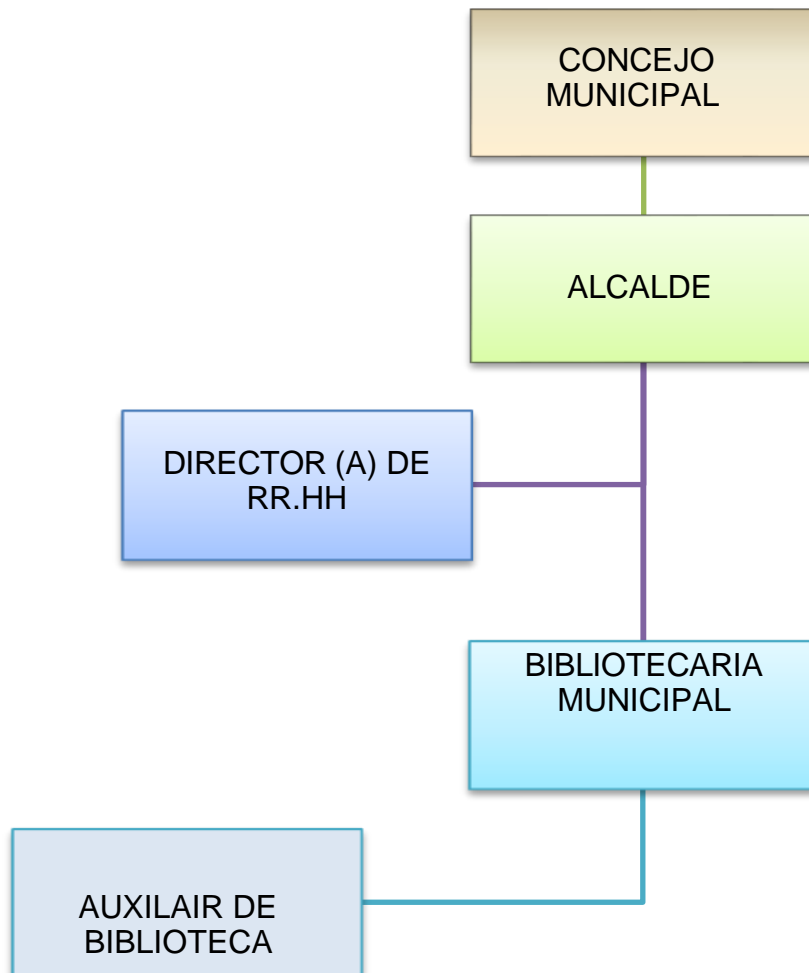 CONCEJO
MUNICIPAL
ALCALDE
DIRECTOR (A) DE
RR.HH
BIBLIOTECARIA
MUNICIPAL
AUXILAIR DE
BIBLIOTECA